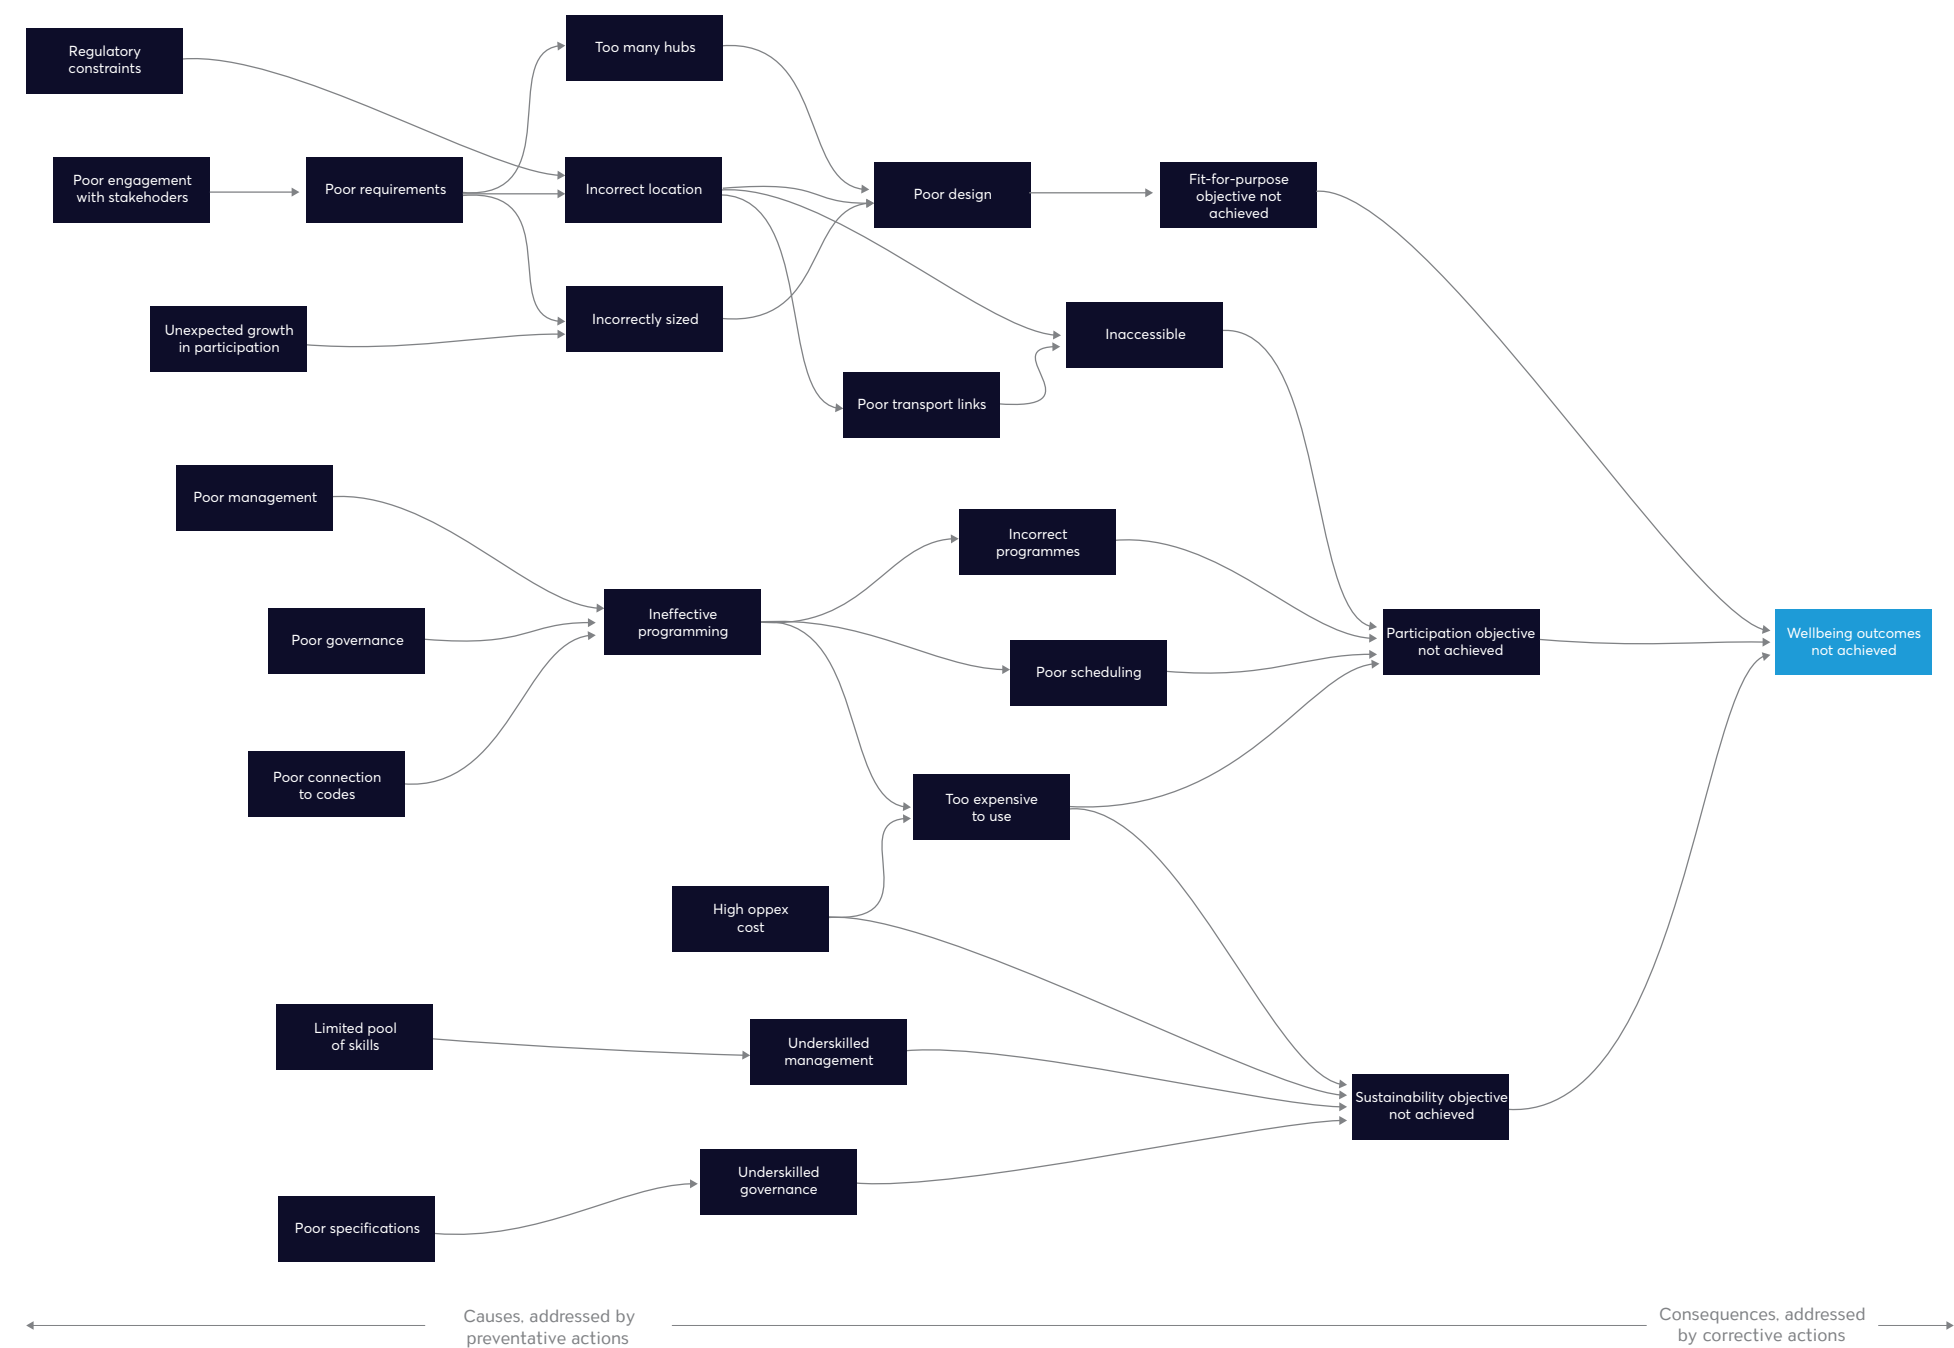 Regulatory
constraints
Too many hubs
Poor engagement
with stakehoders
Poor requirements
Incorrect location
Poor design
Fit-for-purpose
objective not
achieved
Unexpected growth
in participation
Incorrectly sized
Inaccessible
Poor transport links
Poor management
Incorrect
programmes
Poor governance
Ineffective
programming
Poor scheduling
Participation objective
not achieved
Wellbeing outcomes
not achieved
Poor connection
to codes
Too expensive
to use
High oppex
cost
Limited pool
of skills
Underskilled
management
Sustainability objective
not achieved
Underskilled
governance
Poor specifications
Causes, addressed by
preventative actions
Consequences, addressed
by corrective actions